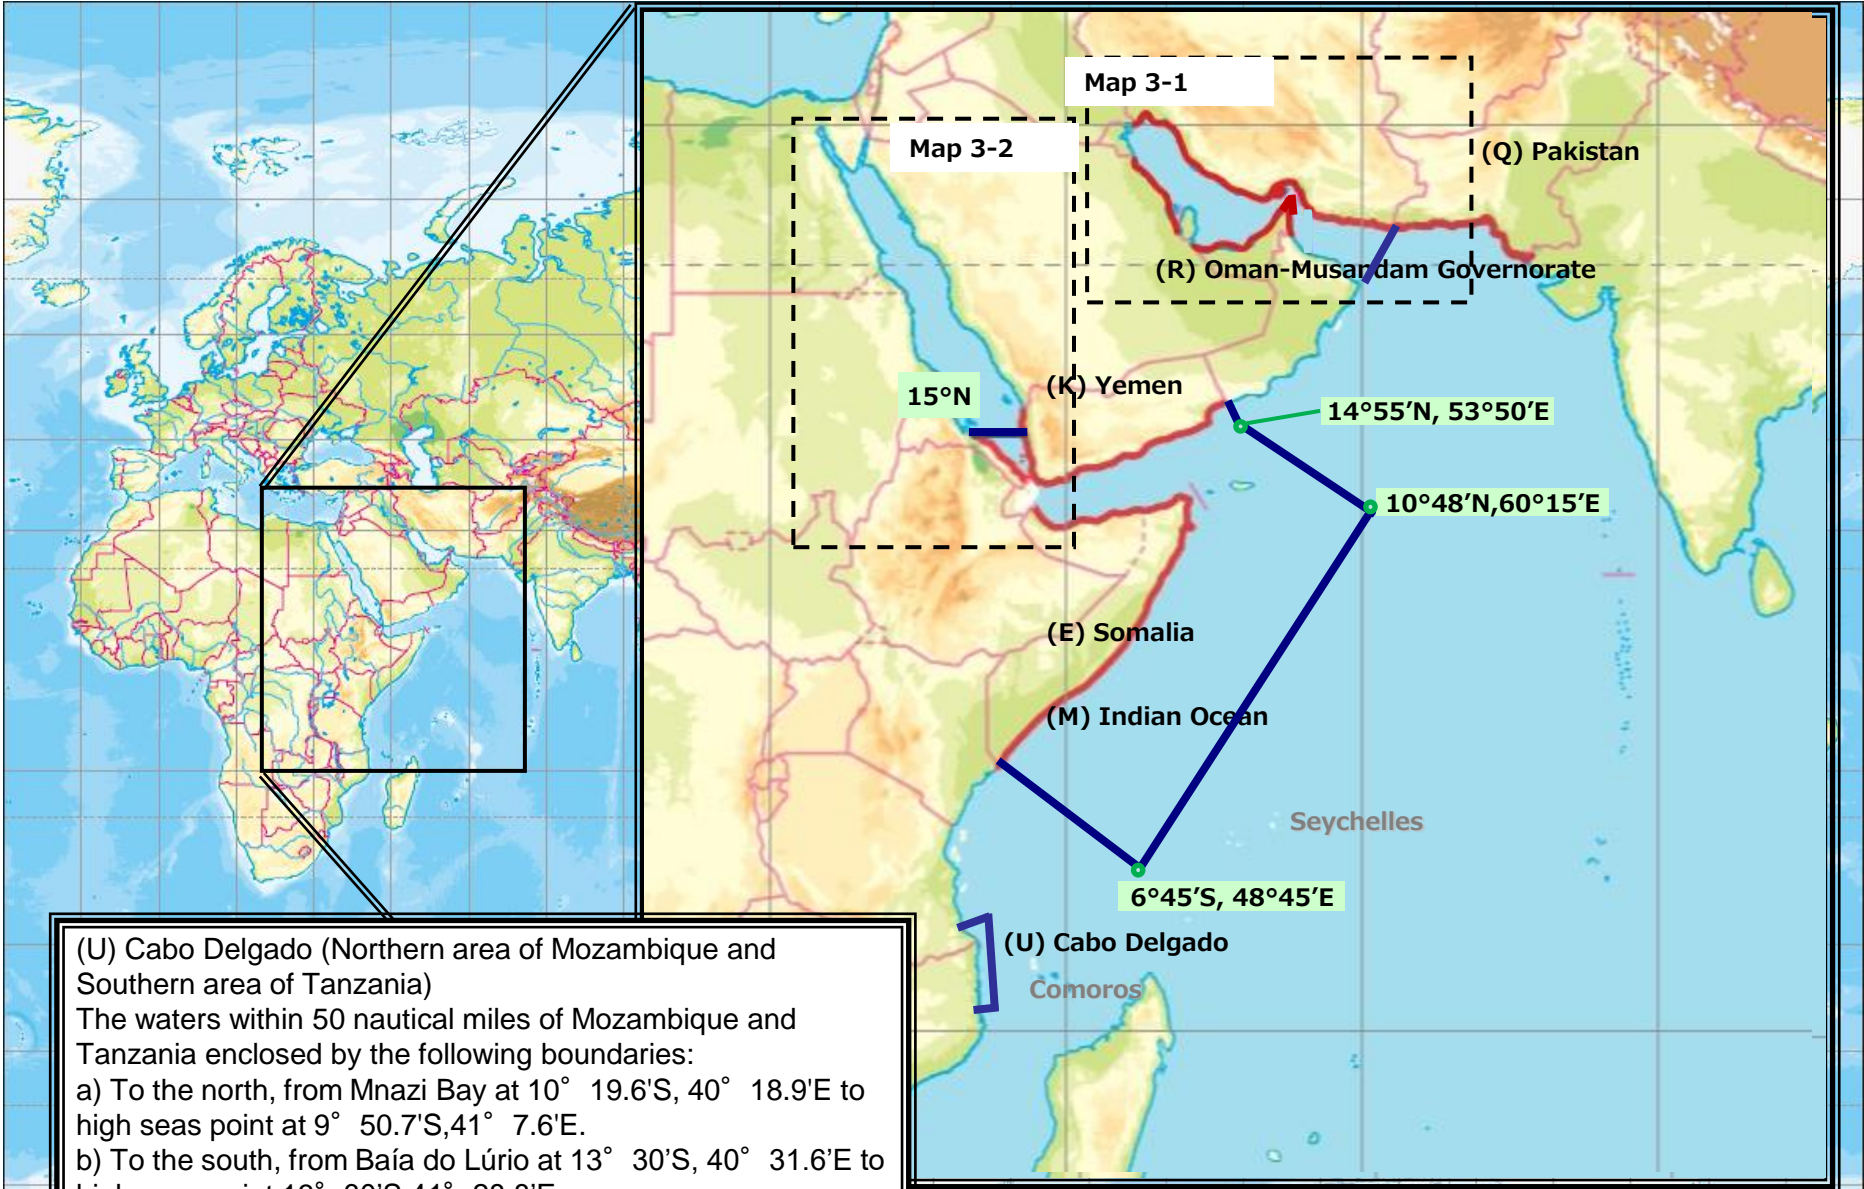 Map 3-1
Map 3-2
(Q) Pakistan
(R) Oman-Musandam Governorate
15°N
(K) Yemen
14°55’N, 53°50’E
10°48’N,60°15’E
(E) Somalia
(M) Indian Ocean
Seychelles
6°45’S, 48°45’E
(U) Cabo Delgado
Comoros
(U) Cabo Delgado (Northern area of Mozambique and
Southern area of Tanzania)
The waters within 50 nautical miles of Mozambique and
Tanzania enclosed by the following boundaries:
a) To the north, from Mnazi Bay at 10° 19.6'S, 40° 18.9'E to
high seas point at 9° 50.7'S,41° 7.6'E.
b) To the south, from Baía do Lúrio at 13° 30’S, 40° 31.6’E to